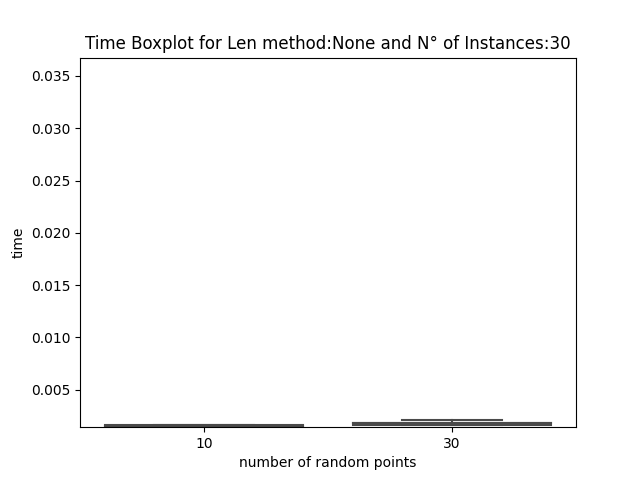 Time Boxplot for Len method:None and N° of Instances:30
0.035
0.030
0.025
0.020
0.015
0.010
0.005
time
10 30
number of random points